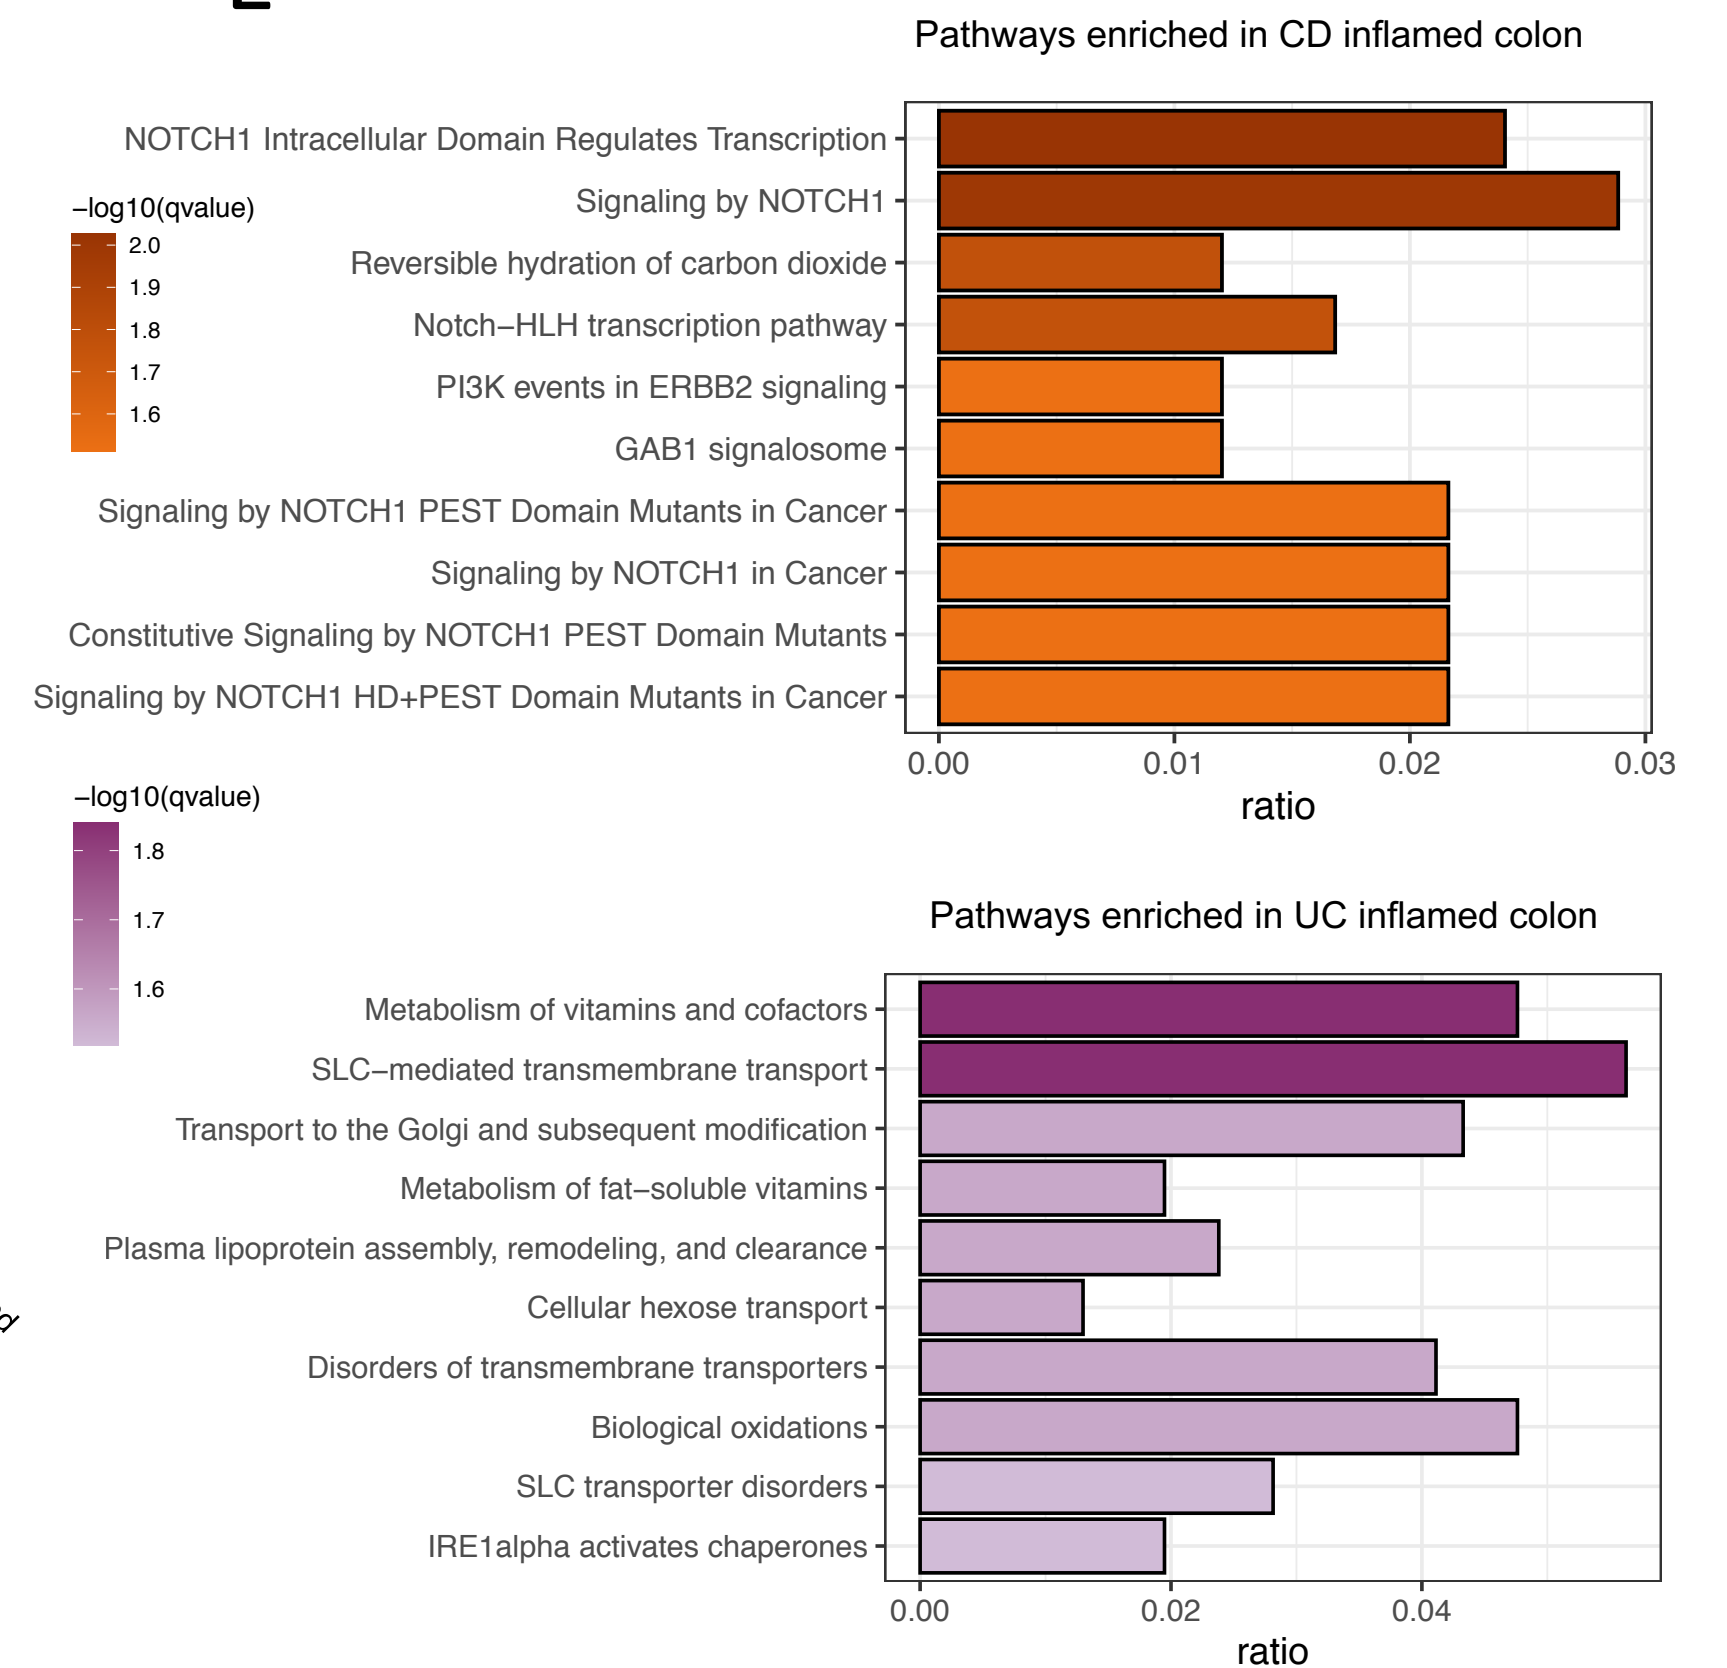 Pathways enriched in CD inflamed colon
NOTCH1 Intracellular Domain Regulates Transcription
Signaling by NOTCH1
Reversible hydration of carbon dioxide
Notch−HLH transcription pathway
PI3K events in ERBB2 signaling
GAB1 signalosome
Signaling by NOTCH1 PEST Domain Mutants in Cancer
Signaling by NOTCH1 in Cancer
Constitutive Signaling by NOTCH1 PEST Domain Mutants
Signaling by NOTCH1 HD+PEST Domain Mutants in Cancer
−log10(qvalue)
2.0
1.9
1.8
1.7
1.6
0.00 0.01 0.02 0.03
ratio
−log10(qvalue)
1.8
1.7
1.6
Pathways enriched in UC inflamed colon
Metabolism of vitamins and cofactors
SLC−mediated transmembrane transport
Transport to the Golgi and subsequent modification
Metabolism of fat−soluble vitamins
Plasma lipoprotein assembly, remodeling, and clearance
Cellular hexose transport
Disorders of transmembrane transporters
Biological oxidations
SLC transporter disorders
IRE1alpha activates chaperones
0.00 0.02 0.04
ratio